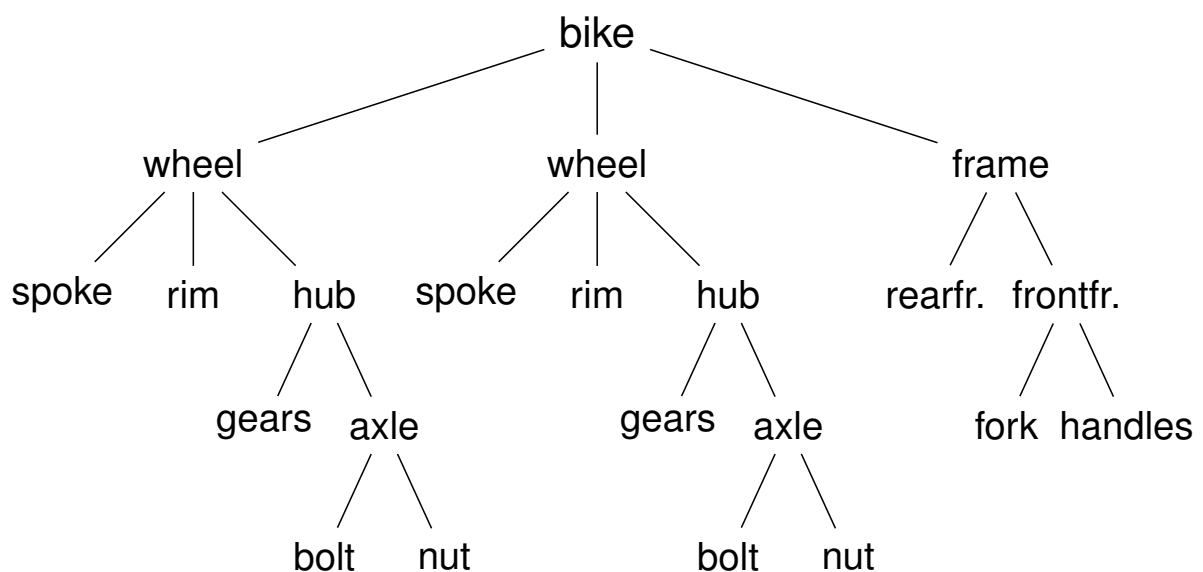 bike
wheel wheel frame
spoke rim hub spoke rim hub rearfr. frontfr.
gears axle gears axle fork handles
bolt nut bolt nut